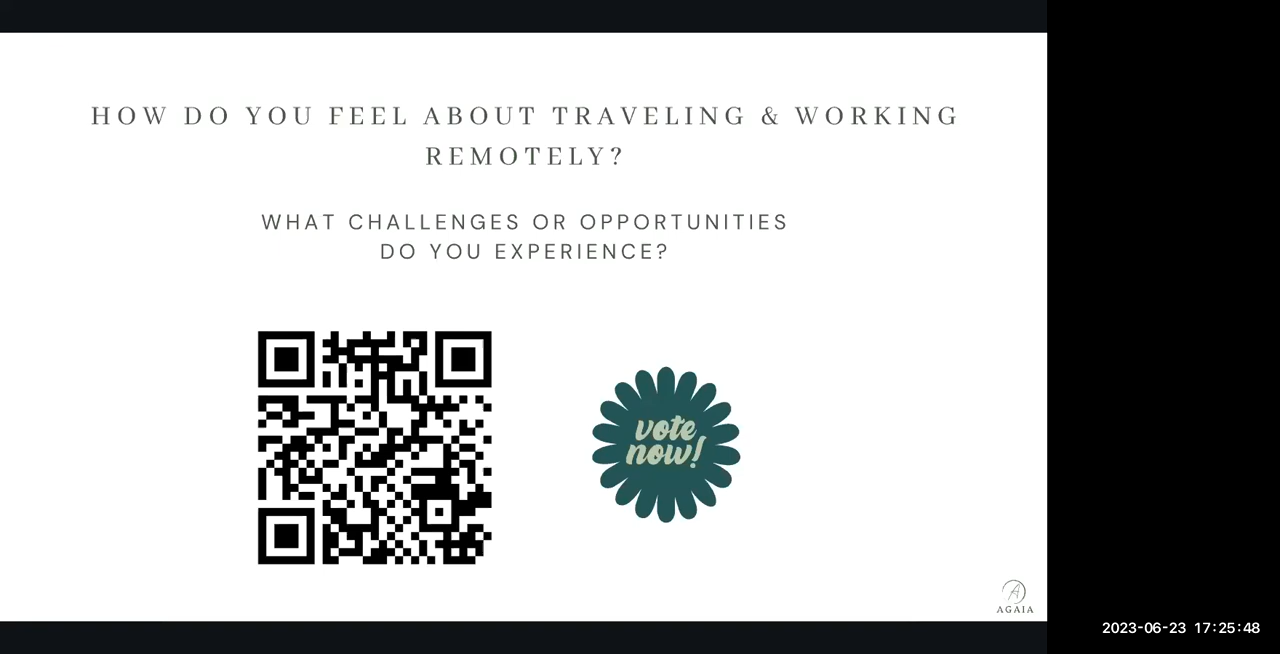 HOW DO YOU FEEL ABOUT TRAVELING & WORKING
REMOTELY?
WHAT CHALLENGES OR OPPORTUNITIES
DO YOU EXPERIENCE?
vote
now!
AGAIA
2023-06-23 17:25:48